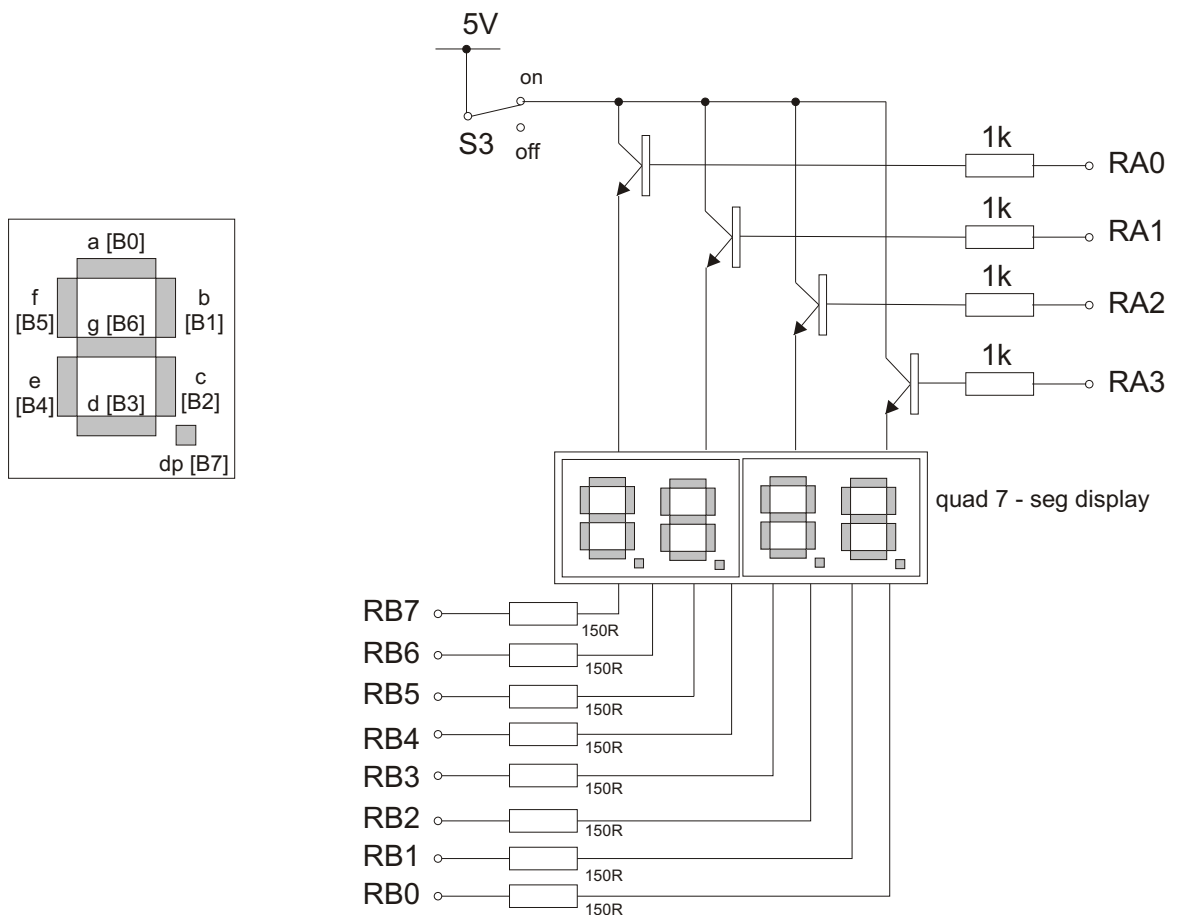 5V
on
S3
off
1k
RA0
1k
RA1
1k
RA2
1k
RA3
a [B0]
f
[B5]
b
[B1]
g [B6]
e
[B4]
c
[B2]
d [B3]
dp [B7]
quad 7 - seg display
RB7
150R
RB6
150R
RB5
150R
RB4
150R
RB3
150R
RB2
150R
RB1
150R
RB0
150R